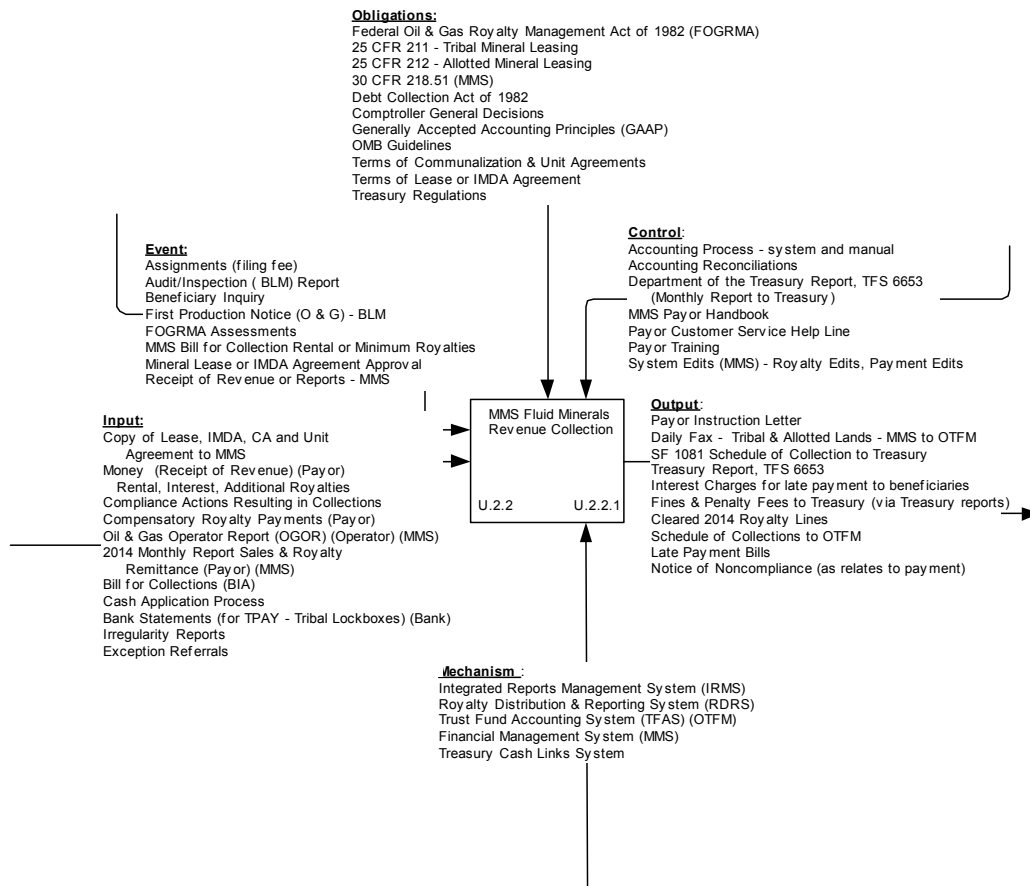 Obligations:
Federal Oil & Gas Royalty Management Act of 1982 (FOGRMA)
25 CFR 211 - Tribal Mineral Leasing
25 CFR 212 - Allotted Mineral Leasing
30 CFR 218.51 (MMS)
Debt Collection Act of 1982
Comptroller General Decisions
Generally Accepted Accounting Principles (GAAP)
OMB Guidelines
Terms of Communalization & Unit Agreements
Terms of Lease or IMDA Agreement
Treasury Regulations
Event:
Assignments (filing fee)
Audit/Inspection ( BLM) Report
Beneficiary Inquiry
First Production Notice (O & G) - BLM
FOGRMA Assessments
MMS Bill for Collection Rental or Minimum Royalties
Mineral Lease or IMDA Agreement Approval
Receipt of Revenue or Reports - MMS
Control:
Accounting Process - system and manual
Accounting Reconciliations
Department of the Treasury Report, TFS 6653
(Monthly Report to Treasury)
MMS Payor Handbook
Payor Customer Service Help Line
Payor Training
System Edits (MMS) - Royalty Edits, Payment Edits
Input:
Copy of Lease, IMDA, CA and Unit
Agreement to MMS
Money (Receipt of Revenue) (Payor)
Rental, Interest, Additional Royalties
Compliance Actions Resulting in Collections
Compensatory Royalty Payments (Payor)
Oil & Gas Operator Report (OGOR) (Operator) (MMS)
2014 Monthly Report Sales & Royalty
Remittance (Payor) (MMS)
Bill for Collections (BIA)
Cash Application Process
Bank Statements (for TPAY - Tribal Lockboxes) (Bank)
Irregularity Reports
Exception Referrals
MMS Fluid Minerals
Revenue Collection
U.2.2 U.2.2.1
Output:
Payor Instruction Letter
Daily Fax - Tribal & Allotted Lands - MMS to OTFM
SF 1081 Schedule of Collection to Treasury
Treasury Report, TFS 6653
Interest Charges for late payment to beneficiaries
Fines & Penalty Fees to Treasury (via Treasury reports)
Cleared 2014 Royalty Lines
Schedule of Collections to OTFM
Late Payment Bills
Notice of Noncompliance (as relates to payment)
Mechanism :
Integrated Reports Management System (IRMS)
Royalty Distribution & Reporting System (RDRS)
Trust Fund Accounting System (TFAS) (OTFM)
Financial Management System (MMS)
Treasury Cash Links System